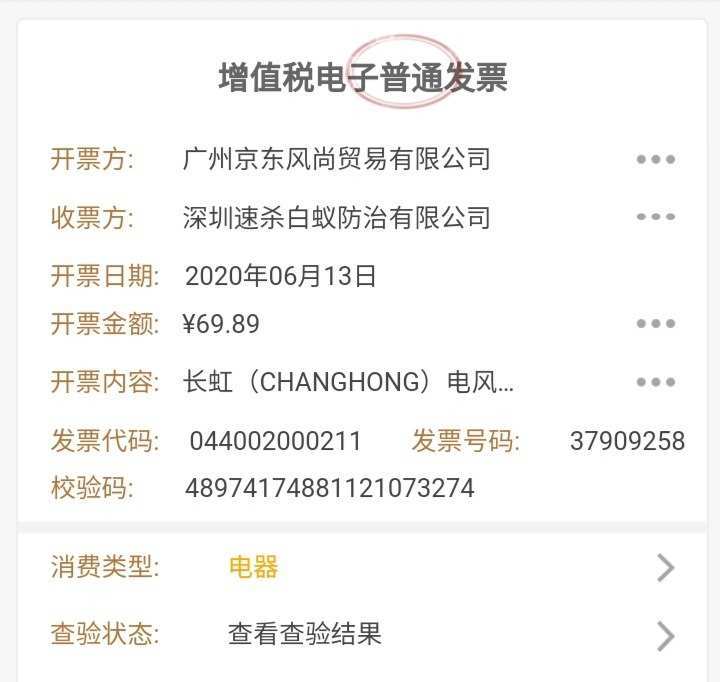 增值税电子普通发票
开票方: 广州京东风尚贸易有限公司
收票方: 深圳速杀白蚁防治有限公司
开票日期: 2020年06月13日
开票金额: ¥69.89
开票内容: 长虹（CHANGHONG）电风...
发票代码: 044002000211 发票号码: 37909258
校验码: 48974174881121073274
消费类型: 电器
查验状态: 查看查验结果